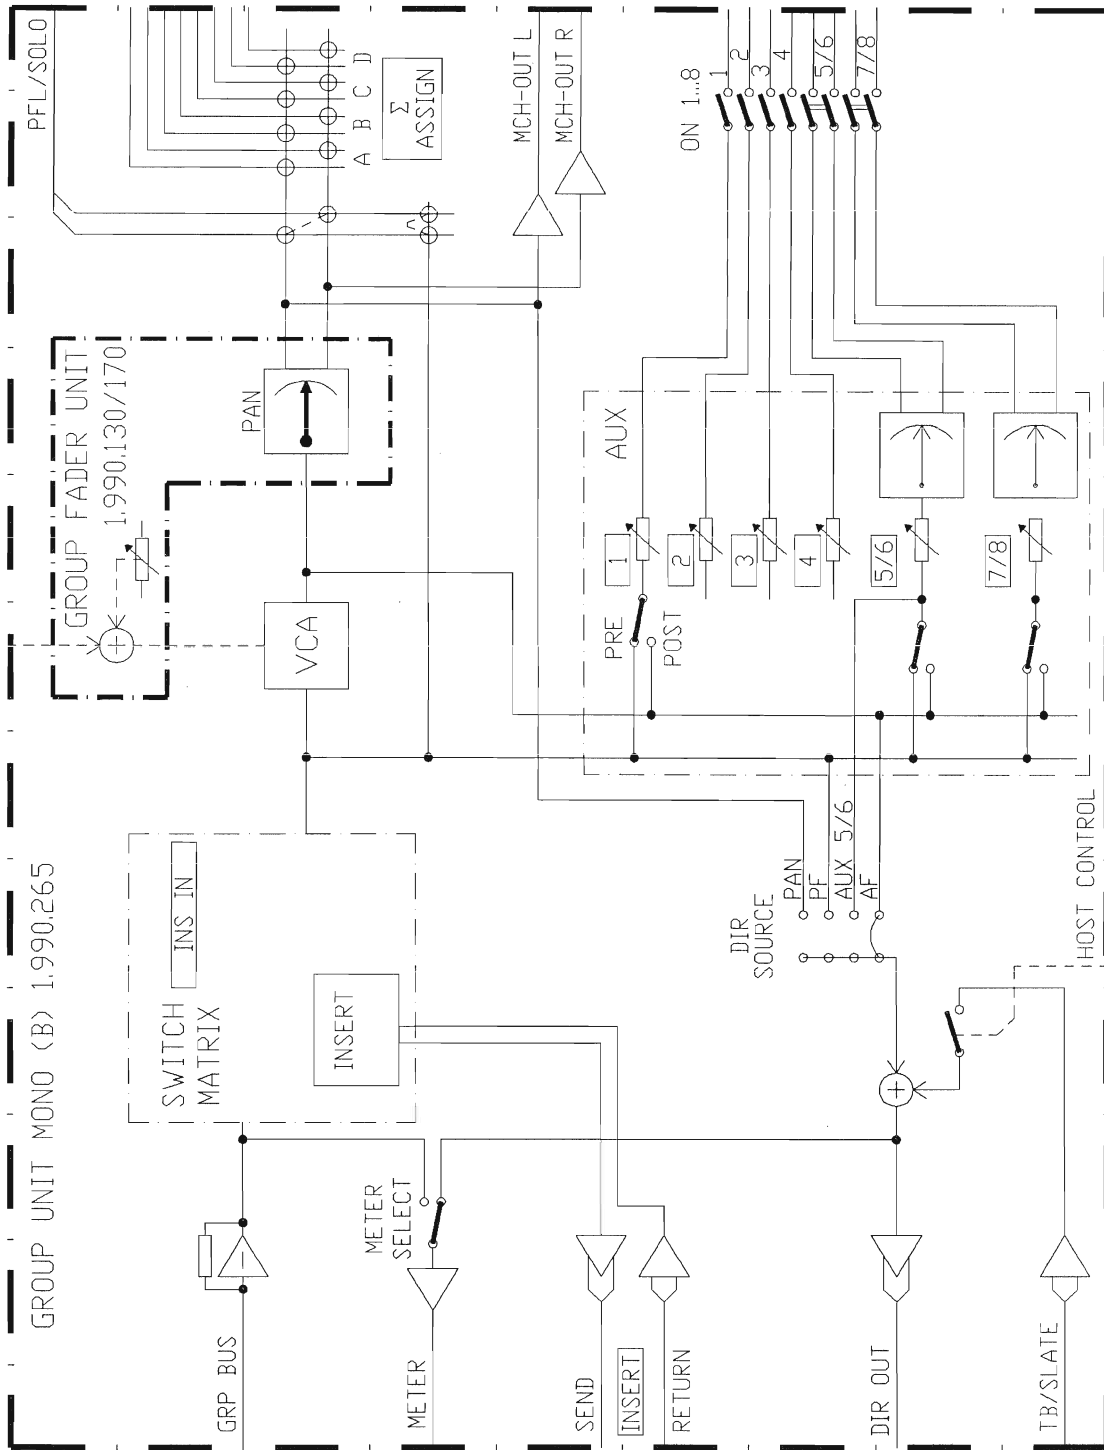 GROUP UNIT MONO (B) 1.990.265
GRP BUS
METER
SEND
INSERT
RETURN
DIR OUT
TB/SLATE
METER
SELECT
SWITCH
MATRIX
INS IN
INSERT
DIR
SOURCE
PAN
PF
AUX 5/6
AF
HOST CONTROL
VCA
GROUP FADER UNIT
1.990.130/170
PAN
PRE
POST
AUX
1
2
3
4
5/6
7/8
PFL/SOLO
A B C D
Σ
ASSIGN
MCH-OUT L
MCH-OUT R
ON 1...8
1
2
3
4
5/6
7/8